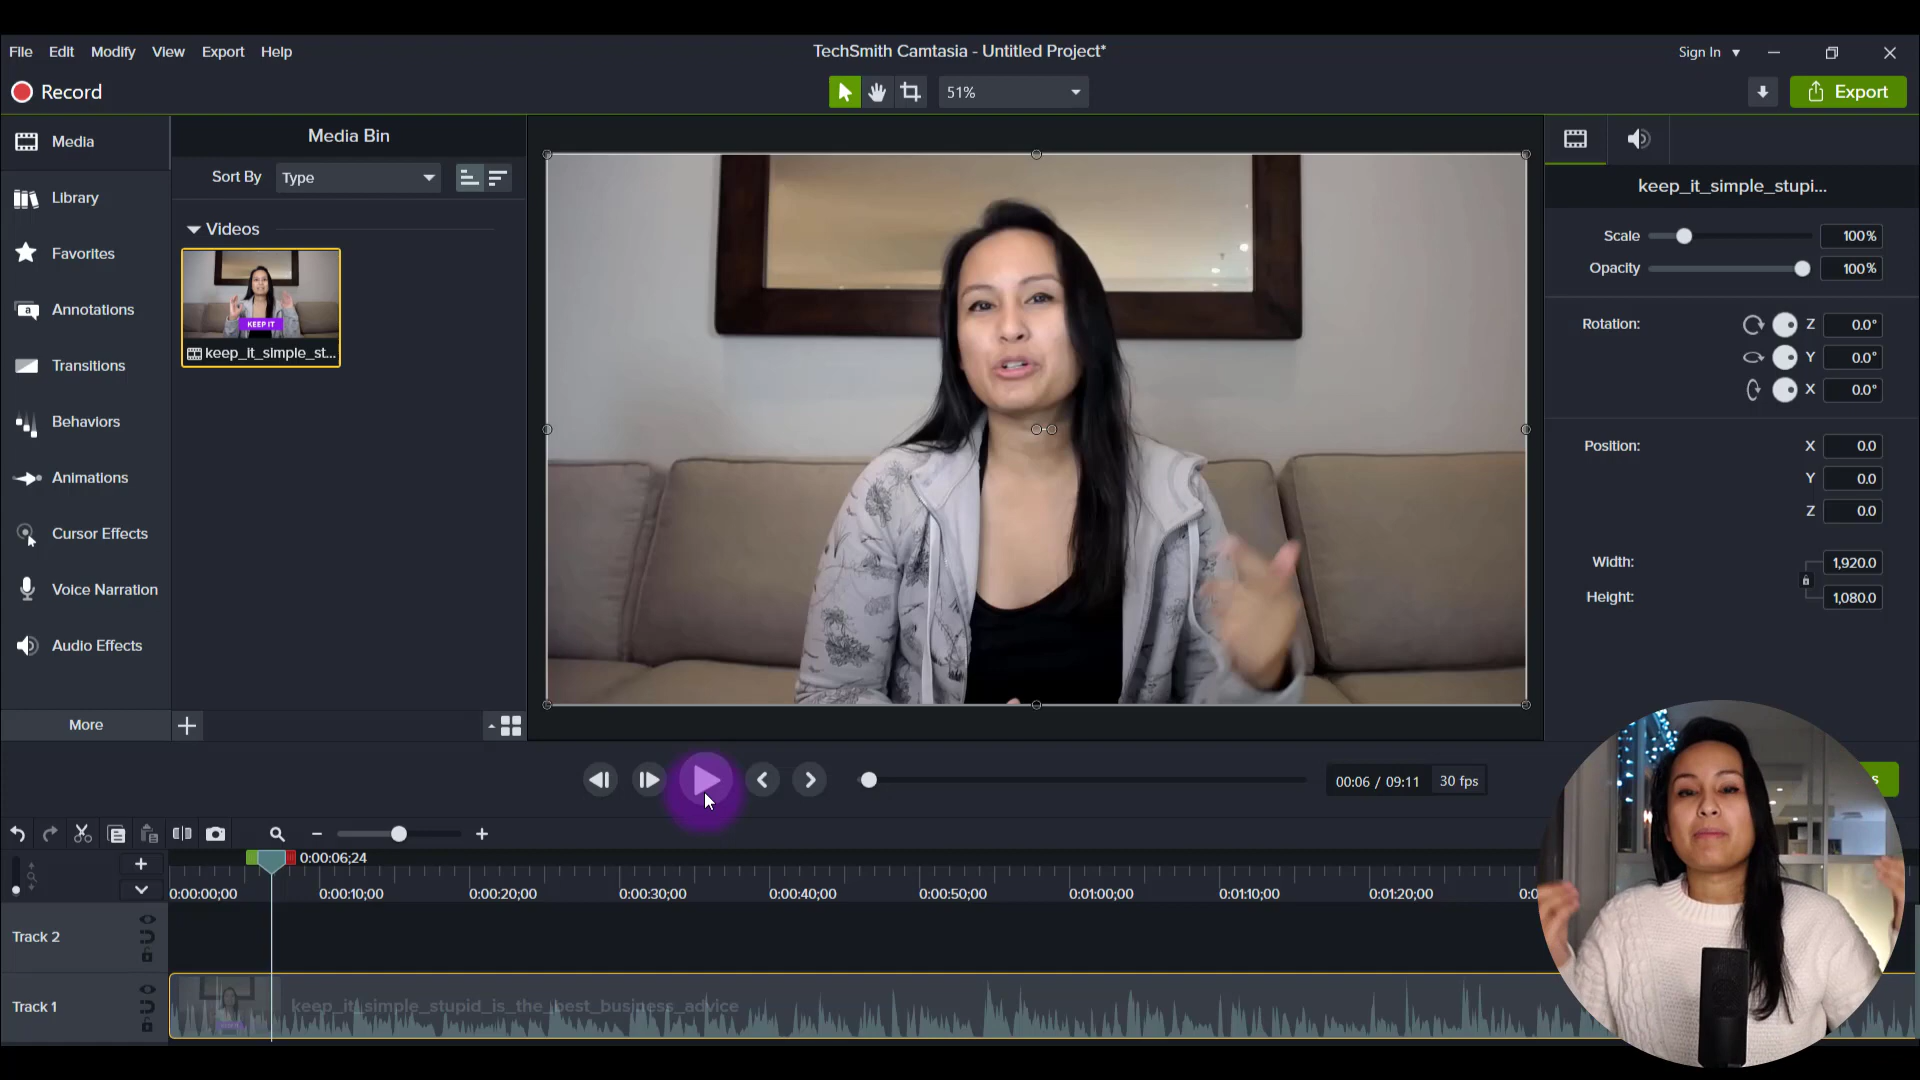 File Edit Modify View Export Help
TechSmith Camtasia - Untitled Project*
Sign In
Record
51%
Export
Media
Library
Favorites
a
Annotations
Transitions
Behaviors
Animations
Cursor Effects
Voice Narration
Audio Effects
More
Media Bin
Sort By Type
Videos
KEEP IT
keep_it_simple_st...
keep_it_simple_stupi...
Scale 100%
Opacity 100%
Rotation: Z 0.0°
Y 0.0°
X 0.0°
Position: X 0.0
Y 0.0
Z 0.0
Width: 1,920.0
Height: 1,080.0
00:06 / 09:11 30 fps
s
0:00:06;24
0:00:00;00 0:00:10;00 0:00:20;00 0:00:30;00 0:00:40;00 0:00:50;00 0:01:00;00 0:01:10;00 0:01:20;00 0:0
Track 2
Track 1
keep_it_simple_stupid_is_the_best_business_advice